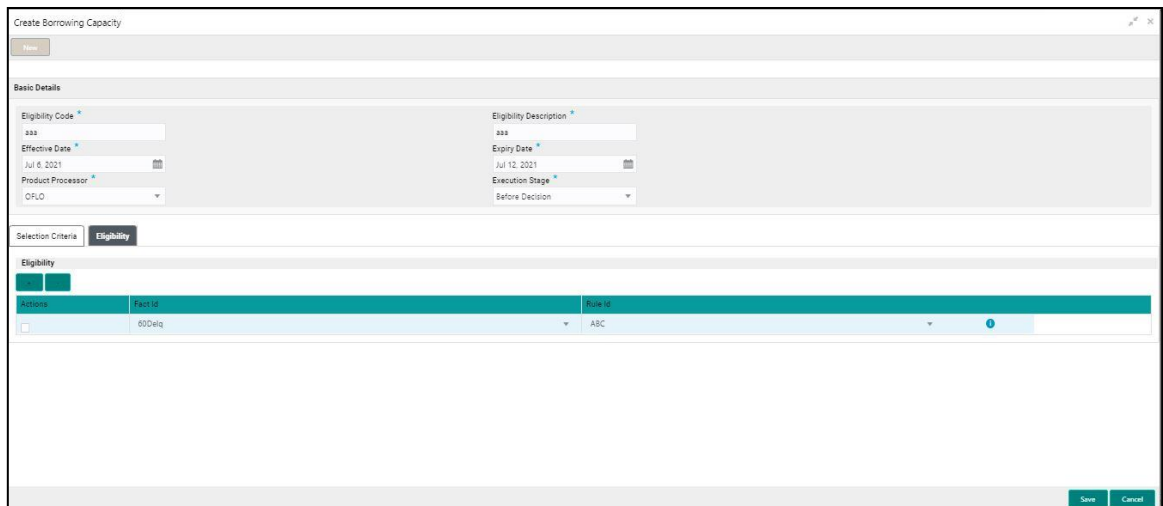 Create Borrowing Capacity
New
Basic Details
Eligibility Code *
Eligibility Description *
aaa
aaa
Effective Date *
Expiry Date *
Jul 6, 2021
Jul 12, 2021
Product Processor *
Execution Stage *
OFLO
Before Decision
Selection Criteria
Eligibility
Eligibility
Actions
Fact Id
Rule Id
60Delq
ABC
Save
Cancel